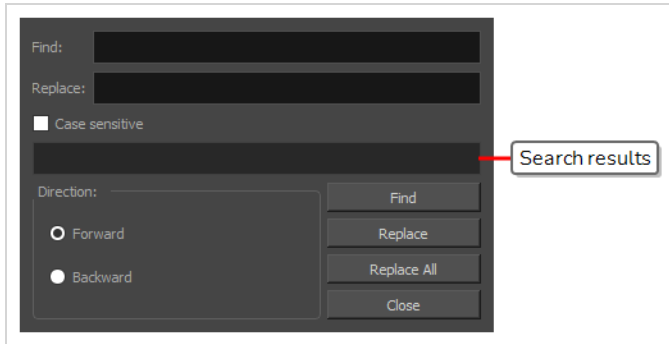 Find:
Replace:
Case sensitive
Search results
Direction:
Find
Forward
Replace
Replace All
Backward
Close